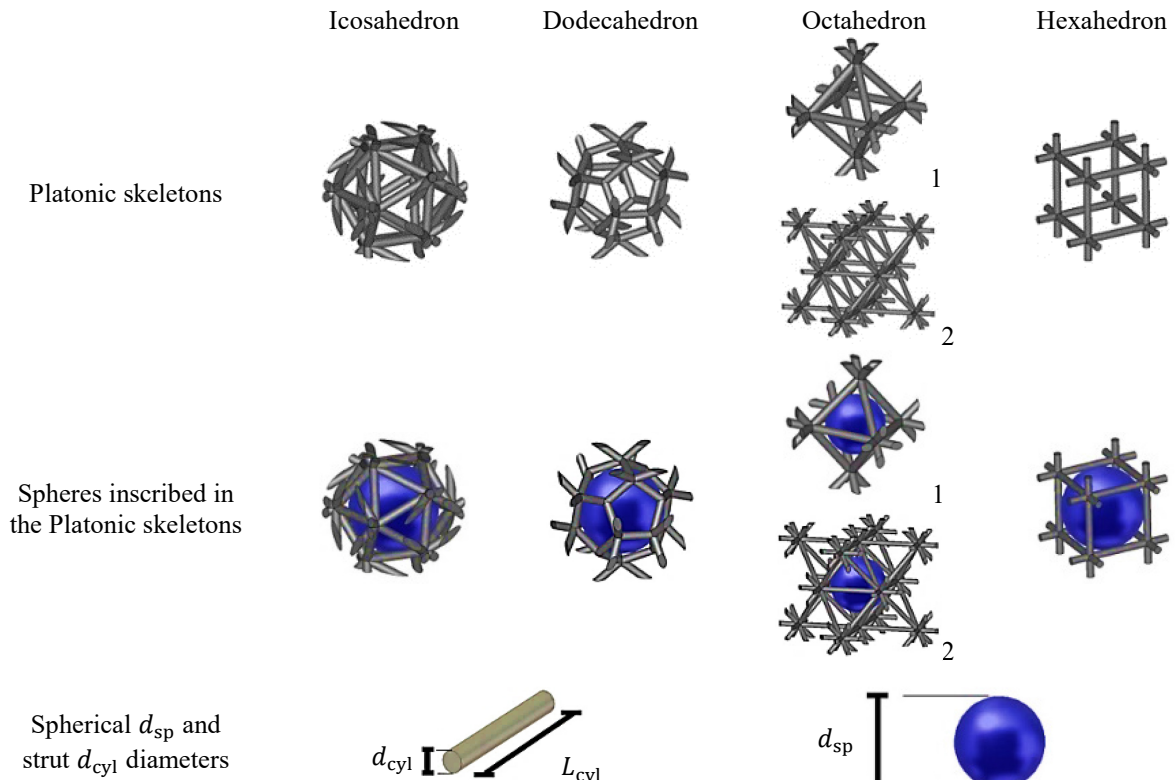 Icosahedron Dodecahedron Octahedron Hexahedron
Platonic skeletons
1
2
Spheres inscribed in
the Platonic skeletons
1
2
Spherical d_sp and
strut d_cyl diameters
d_cyl
L_cyl
d_sp